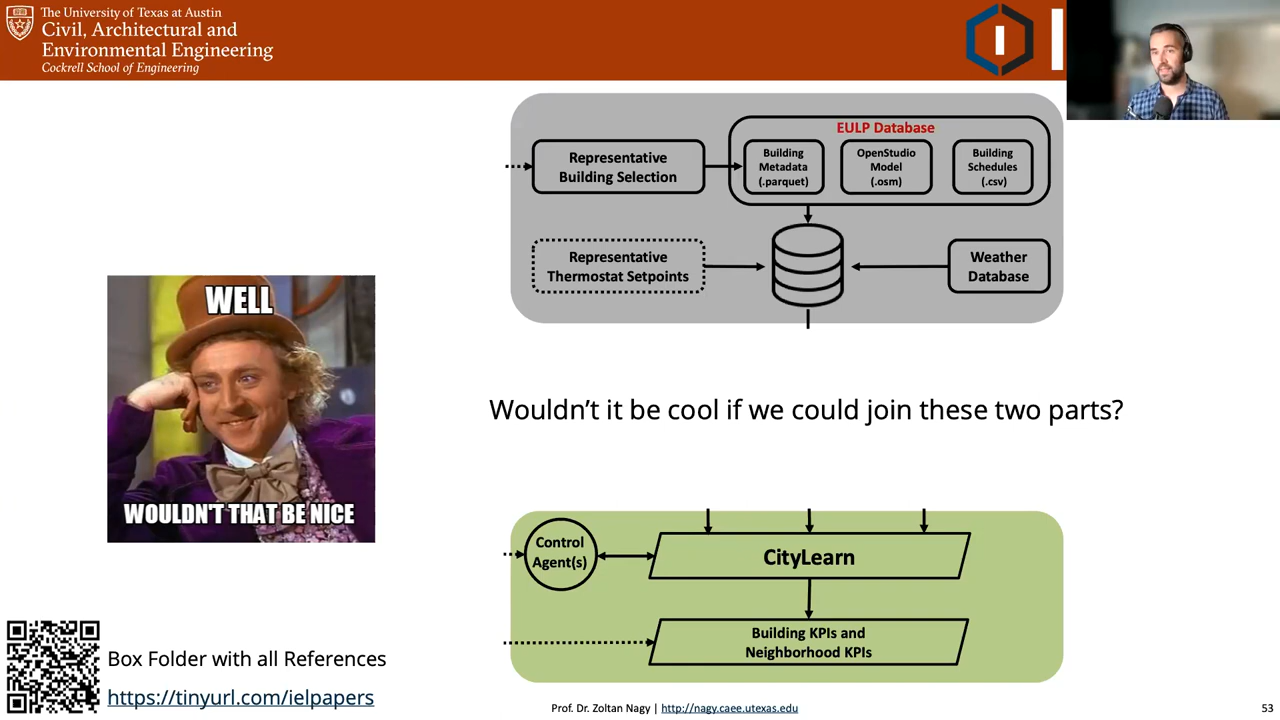 The University of Texas at Austin
Civil, Architectural and
Environmental Engineering
Cockrell School of Engineering
EULP Database
Representative
Building Selection
Building
Metadata
(.parquet)
OpenStudio
Model
(.osm)
Building
Schedules
(.csv)
Representative
Thermostat Setpoints
Weather
Database
WELL
WOULDN'T THAT BE NICE
Wouldn't it be cool if we could join these two parts?
Control
Agent(s)
CityLearn
Building KPIs and
Neighborhood KPIs
Box Folder with all References
https://tinyurl.com/ielpapers
Prof. Dr. Zoltan Nagy | http://nagy.caee.utexas.edu
53